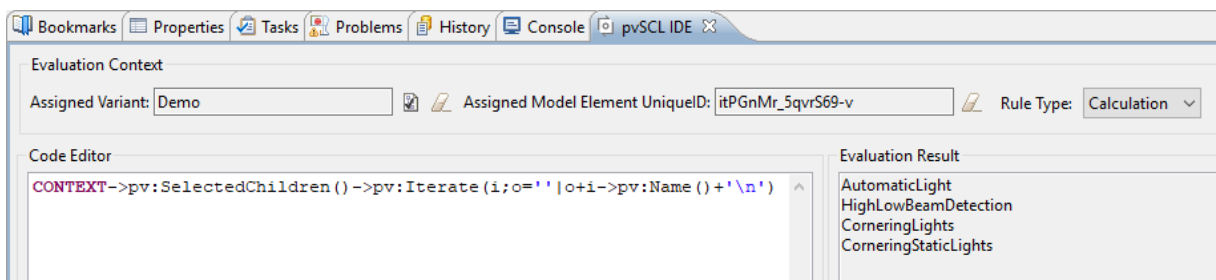 Bookmarks Properties Tasks Problems History Console pvSCL IDE
Evaluation Context
Assigned Variant: Demo Assigned Model Element UniqueID: itPGnMr_5qvrS69-v Rule Type: Calculation
Code Editor
CONTEXT->pv:SelectedChildren()->pv:Iterate(i;o=''|o+i->pv:Name()+'\n')
Evaluation Result
AutomaticLight
HighLowBeamDetection
CorneringLights
CorneringStaticLights